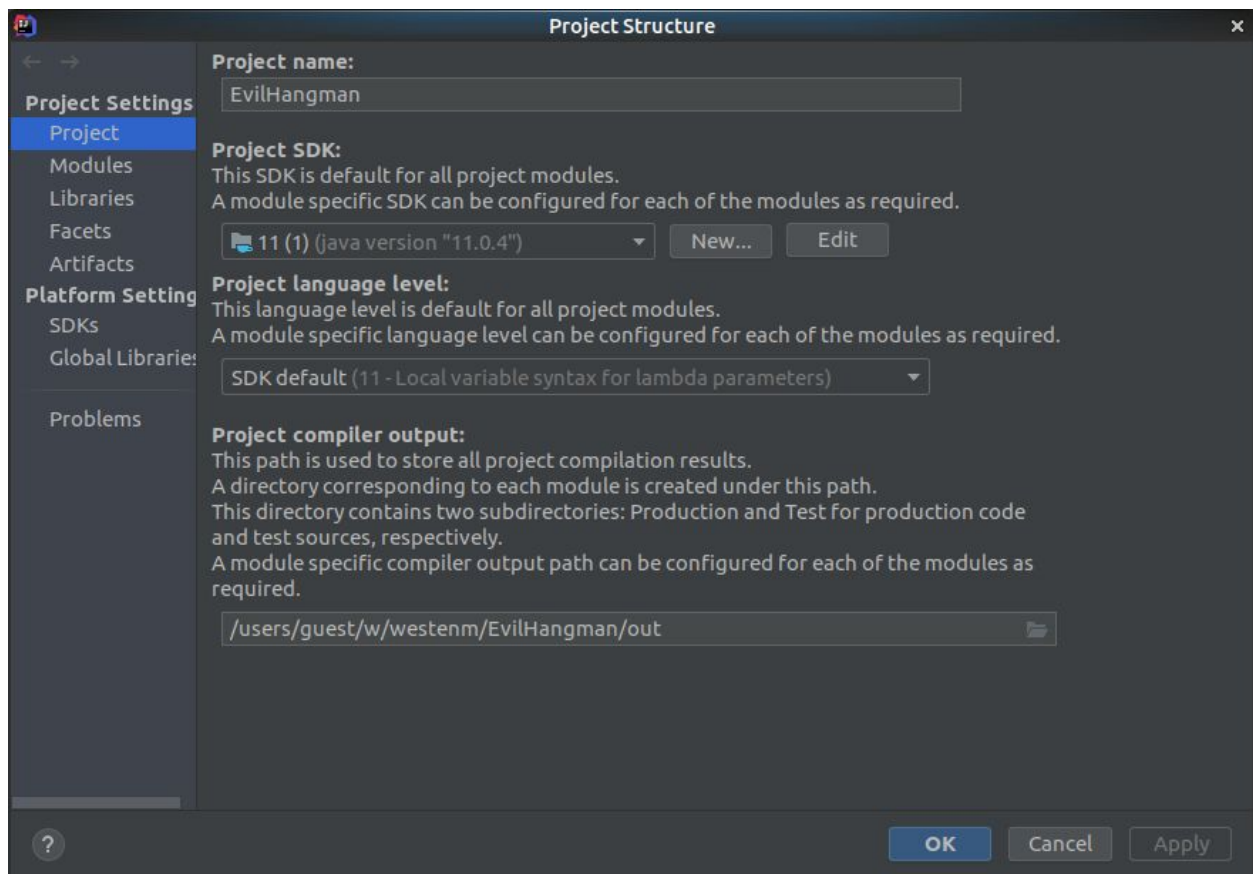 Project Structure
Project Settings
Project
Modules
Libraries
Facets
Artifacts
Platform Setting
SDKs
Global Libraries
Problems
Project name:
EvilHangman
Project SDK:
This SDK is default for all project modules.
A module specific SDK can be configured for each of the modules as required.
11 (1) (java version "11.0.4")
New...
Edit
Project language level:
This language level is default for all project modules.
A module specific language level can be configured for each of the modules as required.
SDK default (11 - Local variable syntax for lambda parameters)
Project compiler output:
This path is used to store all project compilation results.
A directory corresponding to each module is created under this path.
This directory contains two subdirectories: Production and Test for production code
and test sources, respectively.
A module specific compiler output path can be configured for each of the modules as
required.
/users/guest/w/westenm/EvilHangman/out
?
OK
Cancel
Apply